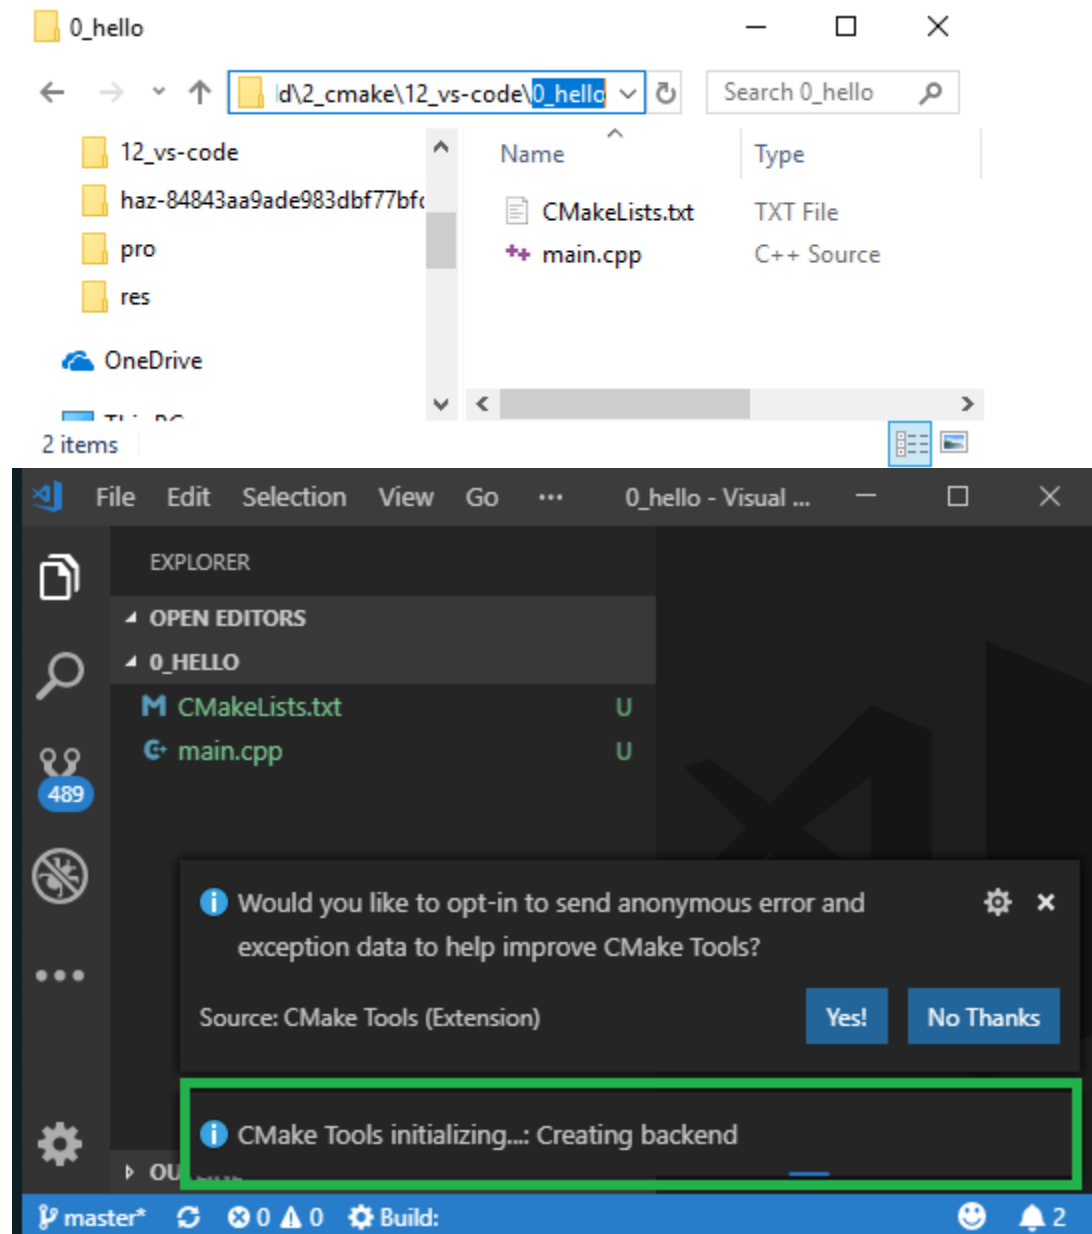 0_hello
d\2_cmake\12_vs-code\0_hello
Search 0_hello
12_vs-code
haz-84843aa9ade983dbf77bfc
pro
res
OneDrive
Name Type
CMakeLists.txt TXT File
main.cpp C++ Source
2 items
File Edit Selection View Go ··· 0_hello - Visual ...
EXPLORER
OPEN EDITORS
0_HELLO
CMakeLists.txt U
main.cpp U
489
Would you like to opt-in to send anonymous error and
exception data to help improve CMake Tools?
Source: CMake Tools (Extension) Yes! No Thanks
CMake Tools initializing...: Creating backend
master* 0 0 Build: 2